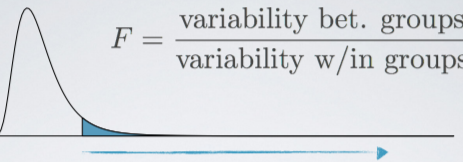 F = variability bet. groups
variability w/in groups